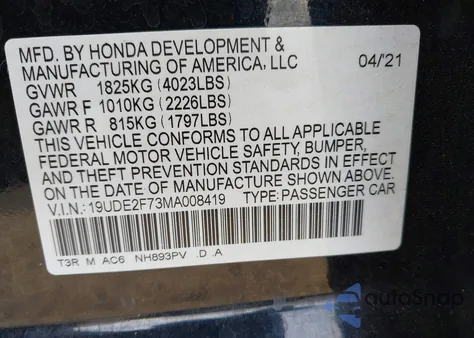 MFD. BY HONDA DEVELOPMENT &
MANUFACTURING OF AMERICA, LLC 04/21
GVWR 1825KG (4023LBS)
GAWR F 1010KG (2226LBS)
GAWR R 815KG (1797LBS)
THIS VEHICLE CONFORMS TO ALL APPLICABLE
FEDERAL MOTOR VEHICLE SAFETY, BUMPER,
AND THEFT PREVENTION STANDARDS IN EFFECT
ON THE DATE OF MANUFACTURE SHOWN ABOVE.
V.I.N.:19UDE2F73MA008419 TYPE:PASSENGER CAR
T3R M AC6 NH893PV .D .A
autoSnap